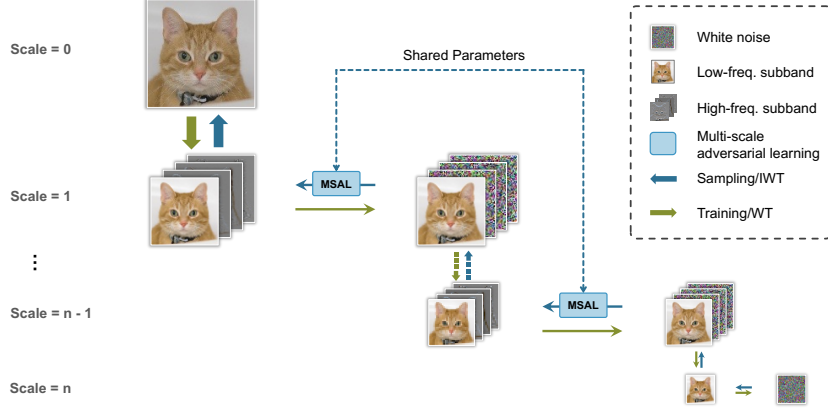 Scale = 0
Shared Parameters
MSAL
Scale = 1
⋮
MSAL
Scale = n - 1
Scale = n
White noise
Low-freq. subband
High-freq. subband
Multi-scale
adversarial learning
Sampling/IWT
Training/WT